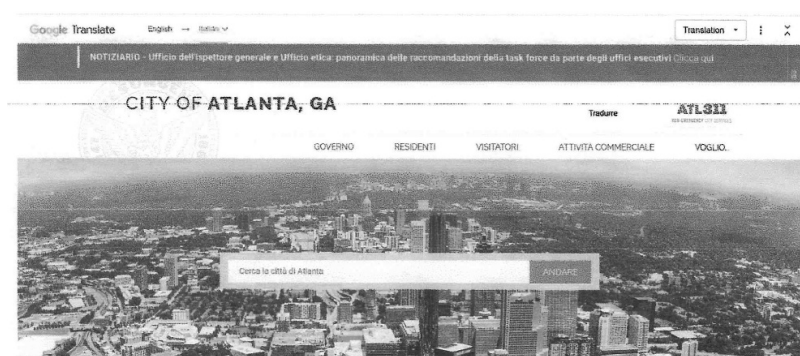 Google Translate English → Italian Translation
NOTIZIARIO - Ufficio dell'Ispettore generale e Ufficio etica: panoramica delle raccomandazioni della task force da parte degli uffici esecutivi Clicca qui
CITY OF ATLANTA, GA
Tradurre ATL311
GOVERNO RESIDENTI VISITATORI ATTIVITÀ COMMERCIALE VOGLIO..
Cerca la città di Atlanta ANDARE